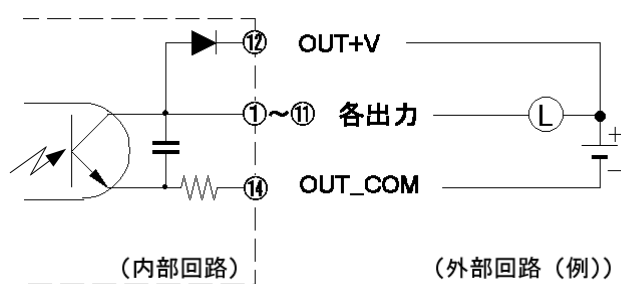 ⑫ OUT+V
①～⑪ 各出力
L
+
−
⑭ OUT_COM
（内部回路）
（外部回路（例））